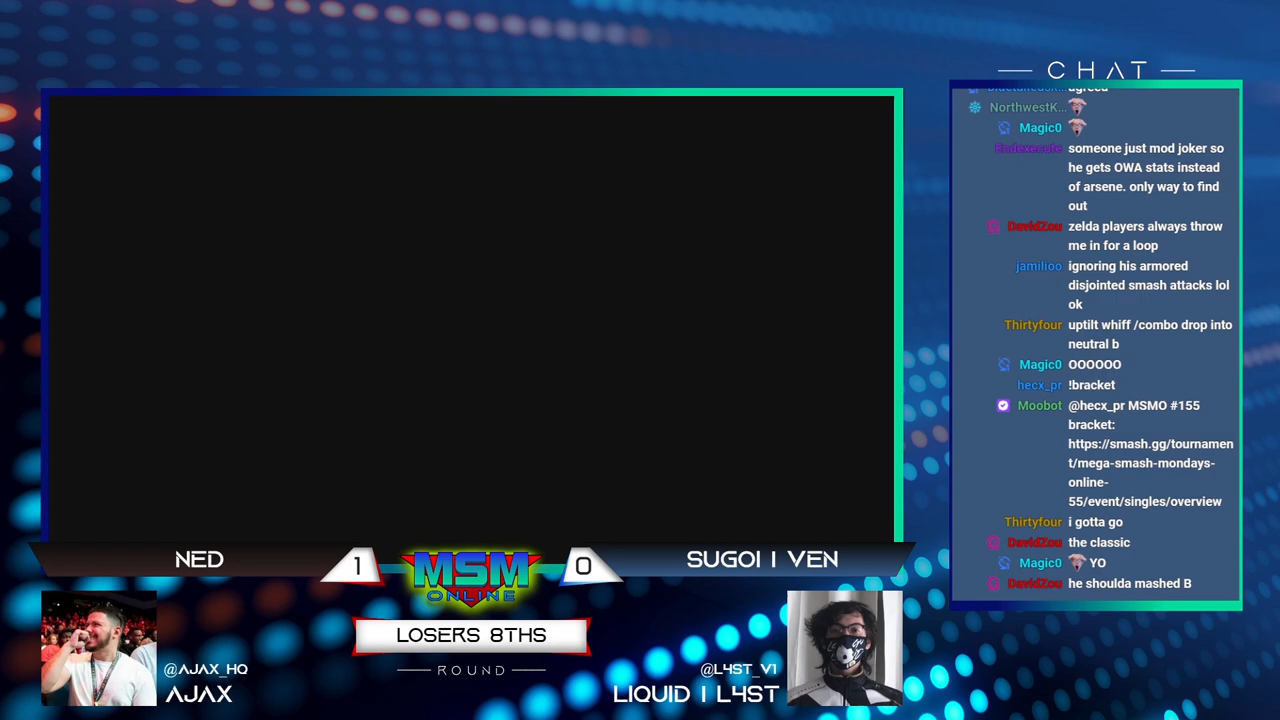 CHAT
agreed
NorthwestK...
Magic0
Endexecute someone just mod joker so
he gets OWA stats instead
of arsene. only way to find
out
DavidZou zelda players always throw
me in for a loop
jamilioo ignoring his armored
disjointed smash attacks lol
ok
Thirtyfour uptilt whiff /combo drop into
neutral b
Magic0 OOOOOO
hecx_pr !bracket
Moobot @hecx_pr MSMO #155
bracket:
https://smash.gg/tournamen
t/mega-smash-mondays-
online-
55/event/singles/overview
Thirtyfour i gotta go
DavidZou the classic
Magic0 YO
DavidZou he shoulda mashed B
NED 1 MSM 0 SUGOI | VEN
ONLINE
LOSERS 8THS
ROUND
@AJAX_HQ
AJAX
@L4ST_V1
LIQUID | L4ST